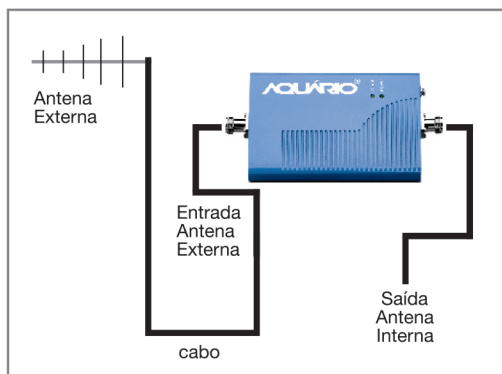 Antena
Externa
AQUÁRIO®
Entrada
Antena
Externa
Saída
Antena
Interna
cabo